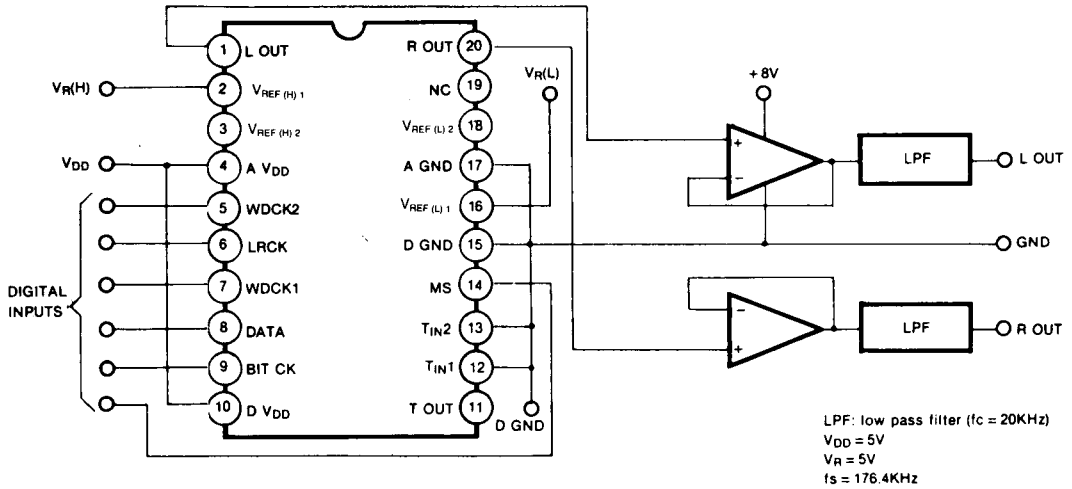 1 L OUT
2 VREF (H) 1
3 VREF (H) 2
4 A VDD
5 WDCK2
6 LRCK
7 WDCK1
8 DATA
9 BIT CK
10 D VDD
R OUT 20
NC 19
VREF (L) 2 18
A GND 17
VREF (L) 1 16
D GND 15
MS 14
TIN2 13
TIN1 12
T OUT 11
VR(H)
VDD
DIGITAL
INPUTS
VR(L)
D GND
+8V
+
−
LPF
L OUT
GND
−
+
LPF
R OUT
LPF: low pass filter (fc = 20KHz)
VDD = 5V
VR = 5V
fs = 176.4KHz